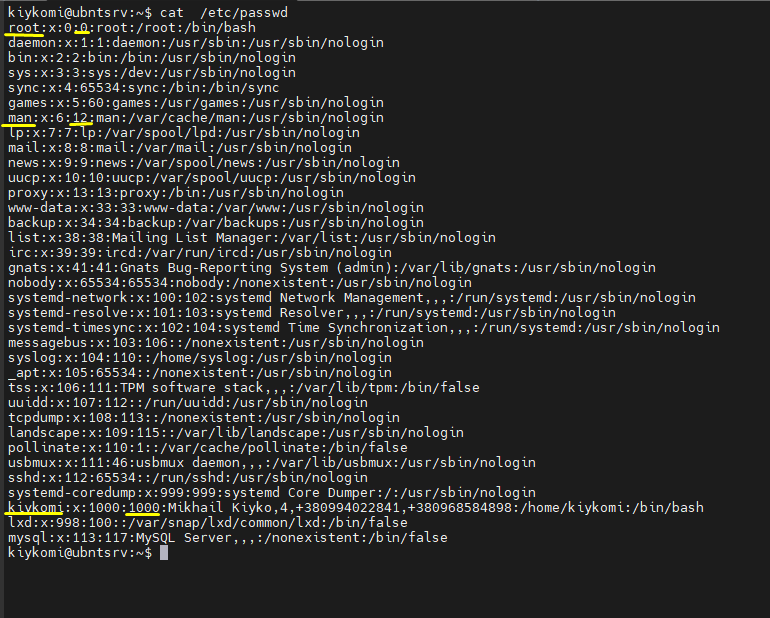 kiykomi@ubntsrv:~$ cat  /etc/passwd
root:x:0:0:root:/root:/bin/bash
daemon:x:1:1:daemon:/usr/sbin:/usr/sbin/nologin
bin:x:2:2:bin:/bin:/usr/sbin/nologin
sys:x:3:3:sys:/dev:/usr/sbin/nologin
sync:x:4:65534:sync:/bin:/bin/sync
games:x:5:60:games:/usr/games:/usr/sbin/nologin
man:x:6:12:man:/var/cache/man:/usr/sbin/nologin
lp:x:7:7:lp:/var/spool/lpd:/usr/sbin/nologin
mail:x:8:8:mail:/var/mail:/usr/sbin/nologin
news:x:9:9:news:/var/spool/news:/usr/sbin/nologin
uucp:x:10:10:uucp:/var/spool/uucp:/usr/sbin/nologin
proxy:x:13:13:proxy:/bin:/usr/sbin/nologin
www-data:x:33:33:www-data:/var/www:/usr/sbin/nologin
backup:x:34:34:backup:/var/backups:/usr/sbin/nologin
list:x:38:38:Mailing List Manager:/var/list:/usr/sbin/nologin
irc:x:39:39:ircd:/var/run/ircd:/usr/sbin/nologin
gnats:x:41:41:Gnats Bug-Reporting System (admin):/var/lib/gnats:/usr/sbin/nologin
nobody:x:65534:65534:nobody:/nonexistent:/usr/sbin/nologin
systemd-network:x:100:102:systemd Network Management,,,:/run/systemd:/usr/sbin/nologin
systemd-resolve:x:101:103:systemd Resolver,,,:/run/systemd:/usr/sbin/nologin
systemd-timesync:x:102:104:systemd Time Synchronization,,,:/run/systemd:/usr/sbin/nologin
messagebus:x:103:106::/nonexistent:/usr/sbin/nologin
syslog:x:104:110::/home/syslog:/usr/sbin/nologin
_apt:x:105:65534::/nonexistent:/usr/sbin/nologin
tss:x:106:111:TPM software stack,,,:/var/lib/tpm:/bin/false
uuidd:x:107:112::/run/uuidd:/usr/sbin/nologin
tcpdump:x:108:113::/nonexistent:/usr/sbin/nologin
landscape:x:109:115::/var/lib/landscape:/usr/sbin/nologin
pollinate:x:110:1::/var/cache/pollinate:/bin/false
usbmux:x:111:46:usbmux daemon,,,:/var/lib/usbmux:/usr/sbin/nologin
sshd:x:112:65534::/run/sshd:/usr/sbin/nologin
systemd-coredump:x:999:999:systemd Core Dumper:/:/usr/sbin/nologin
kiykomi:x:1000:1000:Mikhail Kiyko,4,+380994022841,+380968584898:/home/kiykomi:/bin/bash
lxd:x:998:100::/var/snap/lxd/common/lxd:/bin/false
mysql:x:113:117:MySQL Server,,,:/nonexistent:/bin/false
kiykomi@ubntsrv:~$